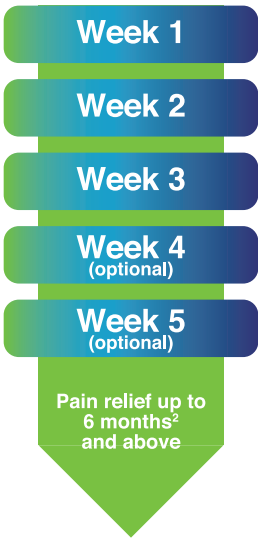 Week 1
Week 2
Week 3
Week 4
(optional)
Week 5
(optional)
Pain relief up to
6 months²
and above